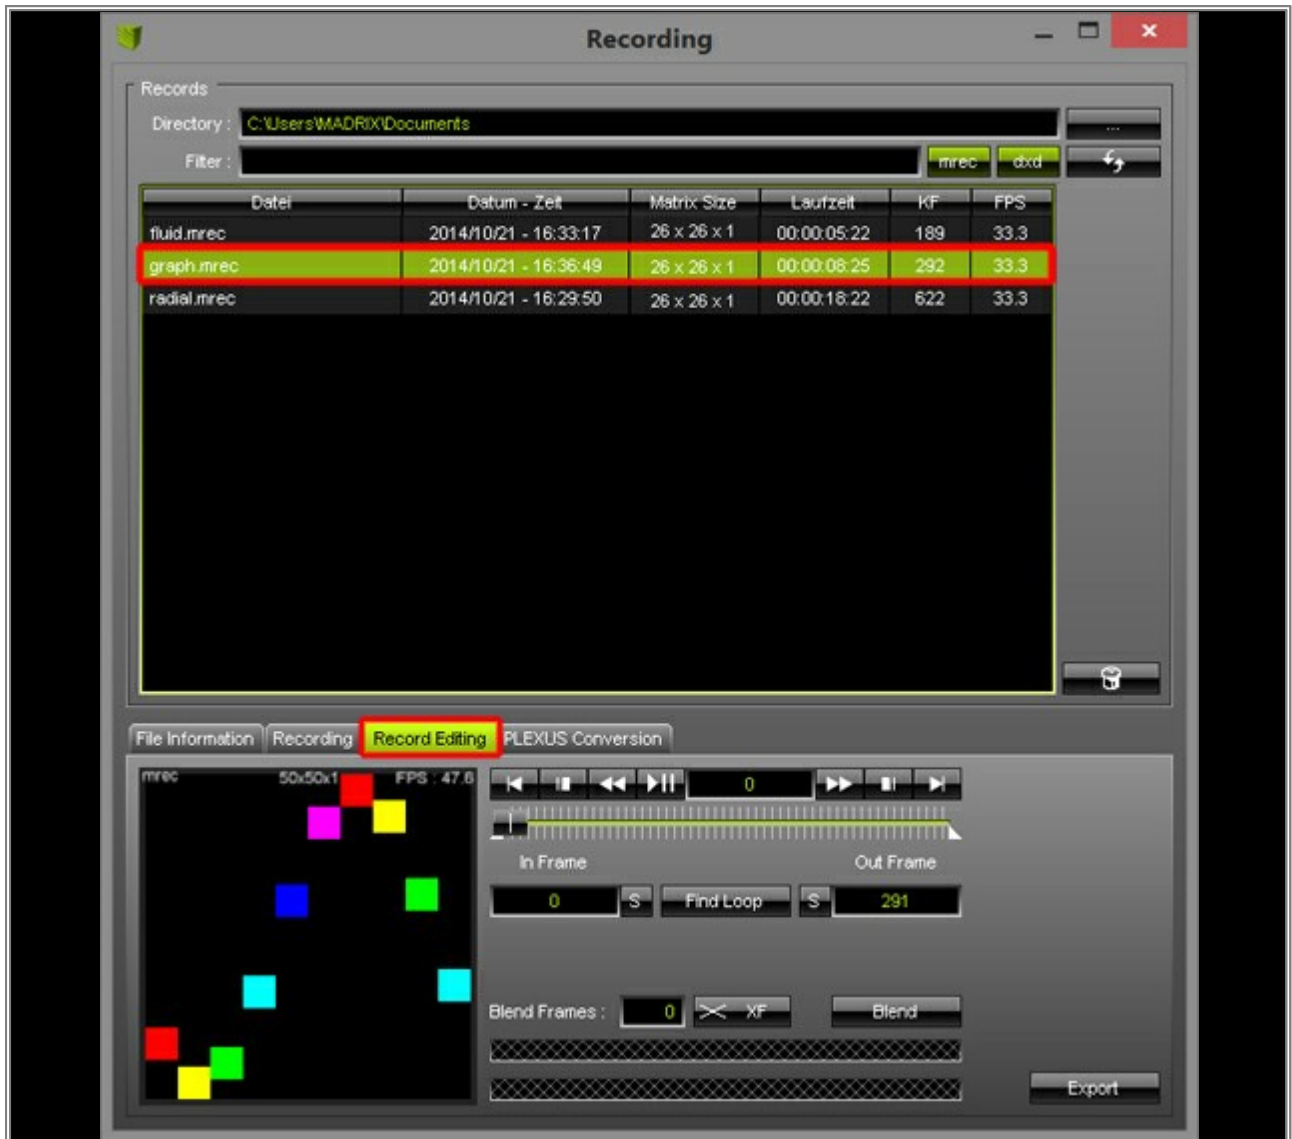 Recording
Records
Directory : C:\Users\MADRIX\Documents ...
Filter : mrec dxd
Datei Datum - Zeit Matrix Size Laufzeit KF FPS
fluid.mrec 2014/10/21 - 16:33:17 26 x 26 x 1 00:00:05:22 189 33.3
graph.mrec 2014/10/21 - 16:36:49 26 x 26 x 1 00:00:08:25 292 33.3
radial.mrec 2014/10/21 - 16:29:50 26 x 26 x 1 00:00:18:22 622 33.3
File Information Recording Record Editing PLEXUS Conversion
mrec 50x50x1 FPS : 47.6
0
In Frame Out Frame
0 S Find Loop S 291
Blend Frames : 0 XF Blend
Export